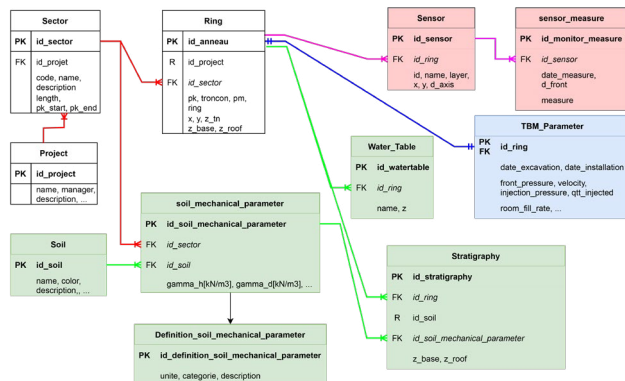 Sector
PK id_sector
FK id_projet
code, name,
description
length,
pk_start, pk_end
Ring
PK id_anneau
R id_project
FK id_sector
pk, troncon, pm,
ring
x, y, z_tn
z_base, z_roof
Sensor
PK id_sensor
FK id_ring
id, name, layer,
x, y, d_axis
sensor_measure
PK id_monitor_measure
FK id_sensor
date_measure,
d_front
measure
Project
PK id_project
name, manager,
description, ...
Water_Table
PK id_watertable
FK id_ring
name, z
TBM_Parameter
PK
FK id_ring
date_excavation, date_installation
front_pressure, velocity,
injection_pressure, qtt_injected
room_fill_rate, ...
soil_mechanical_parameter
PK id_soil_mechanical_parameter
FK id_sector
FK id_soil
gamma_h[kN/m3], gamma_d[kN/m3], ...
Soil
PK id_soil
name, color,
description,, ...
Stratigraphy
PK id_stratigraphy
FK id_ring
R id_soil
FK id_soil_mechanical_parameter
z_base, z_roof
Definition_soil_mechanical_parameter
PK id_definition_soil_mechanical_parameter
unite, categorie, description